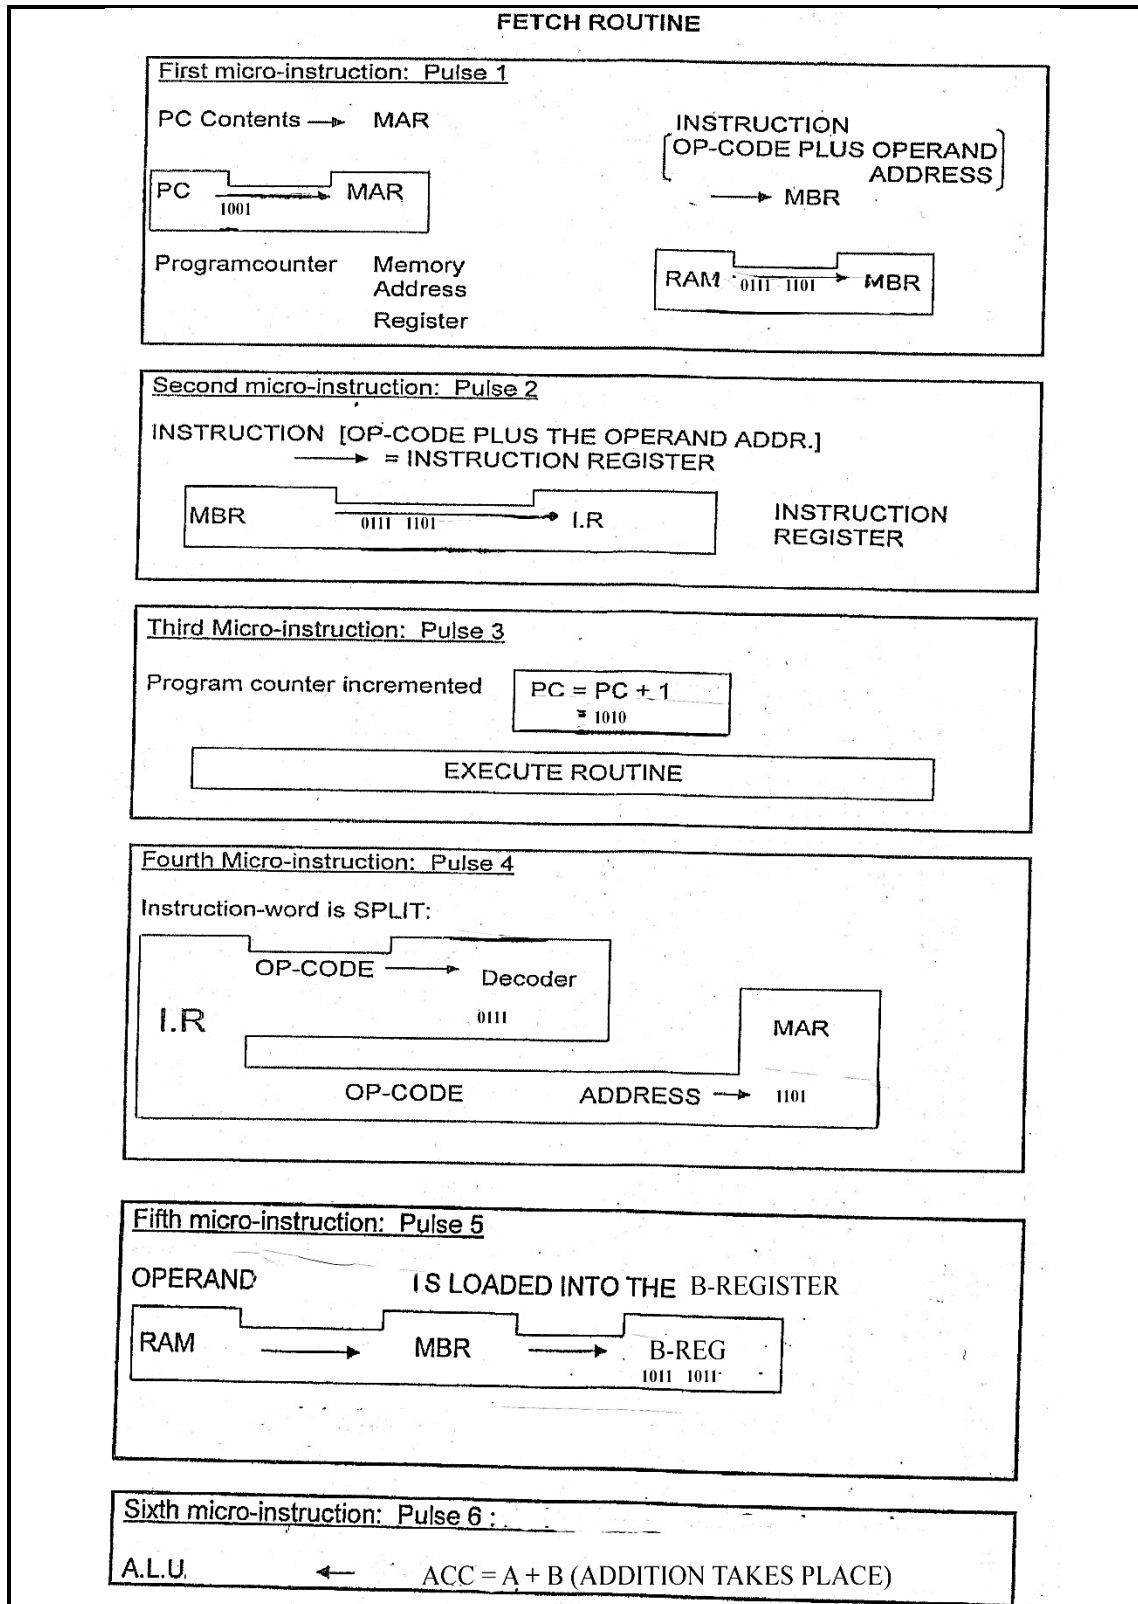 FETCH ROUTINE
First micro-instruction: Pulse 1
PC Contents → MAR
INSTRUCTION
OP-CODE PLUS OPERAND
ADDRESS
→ MBR
PC 1001 MAR
Programcounter Memory
Address
Register
RAM 0111 1101 MBR
Second micro-instruction: Pulse 2
INSTRUCTION [OP-CODE PLUS THE OPERAND ADDR.]
→ = INSTRUCTION REGISTER
MBR 0111 1101 I.R
INSTRUCTION
REGISTER
Third Micro-instruction: Pulse 3
Program counter incremented
PC = PC + 1
= 1010
EXECUTE ROUTINE
Fourth Micro-instruction: Pulse 4
Instruction-word is SPLIT:
OP-CODE → Decoder
0111
I.R
MAR
OP-CODE ADDRESS → 1101
Fifth micro-instruction: Pulse 5
OPERAND IS LOADED INTO THE B-REGISTER
RAM → MBR → B-REG
1011 1011
Sixth micro-instruction: Pulse 6 :
A.L.U. ← ACC = A + B (ADDITION TAKES PLACE)